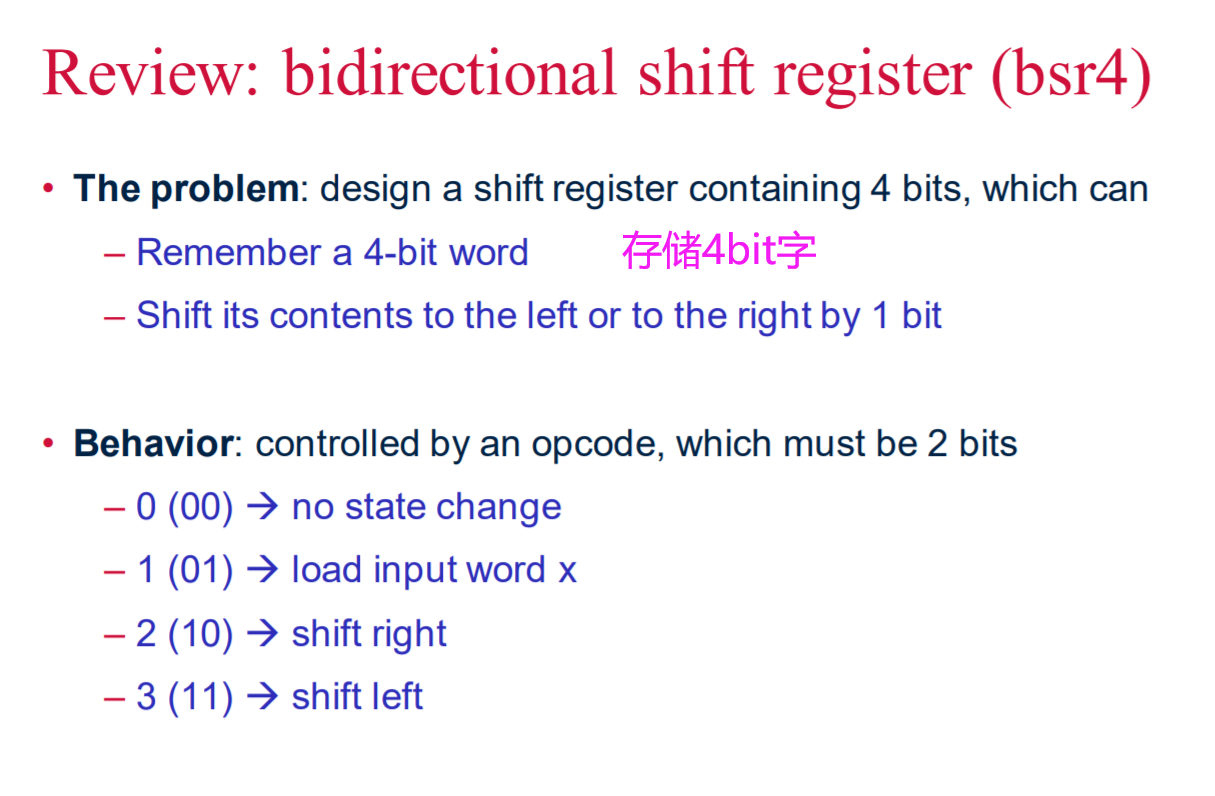 Review: bidirectional shift register (bsr4)
• The problem: design a shift register containing 4 bits, which can
– Remember a 4-bit word 存储4bit字
– Shift its contents to the left or to the right by 1 bit
• Behavior: controlled by an opcode, which must be 2 bits
– 0 (00) → no state change
– 1 (01) → load input word x
– 2 (10) → shift right
– 3 (11) → shift left